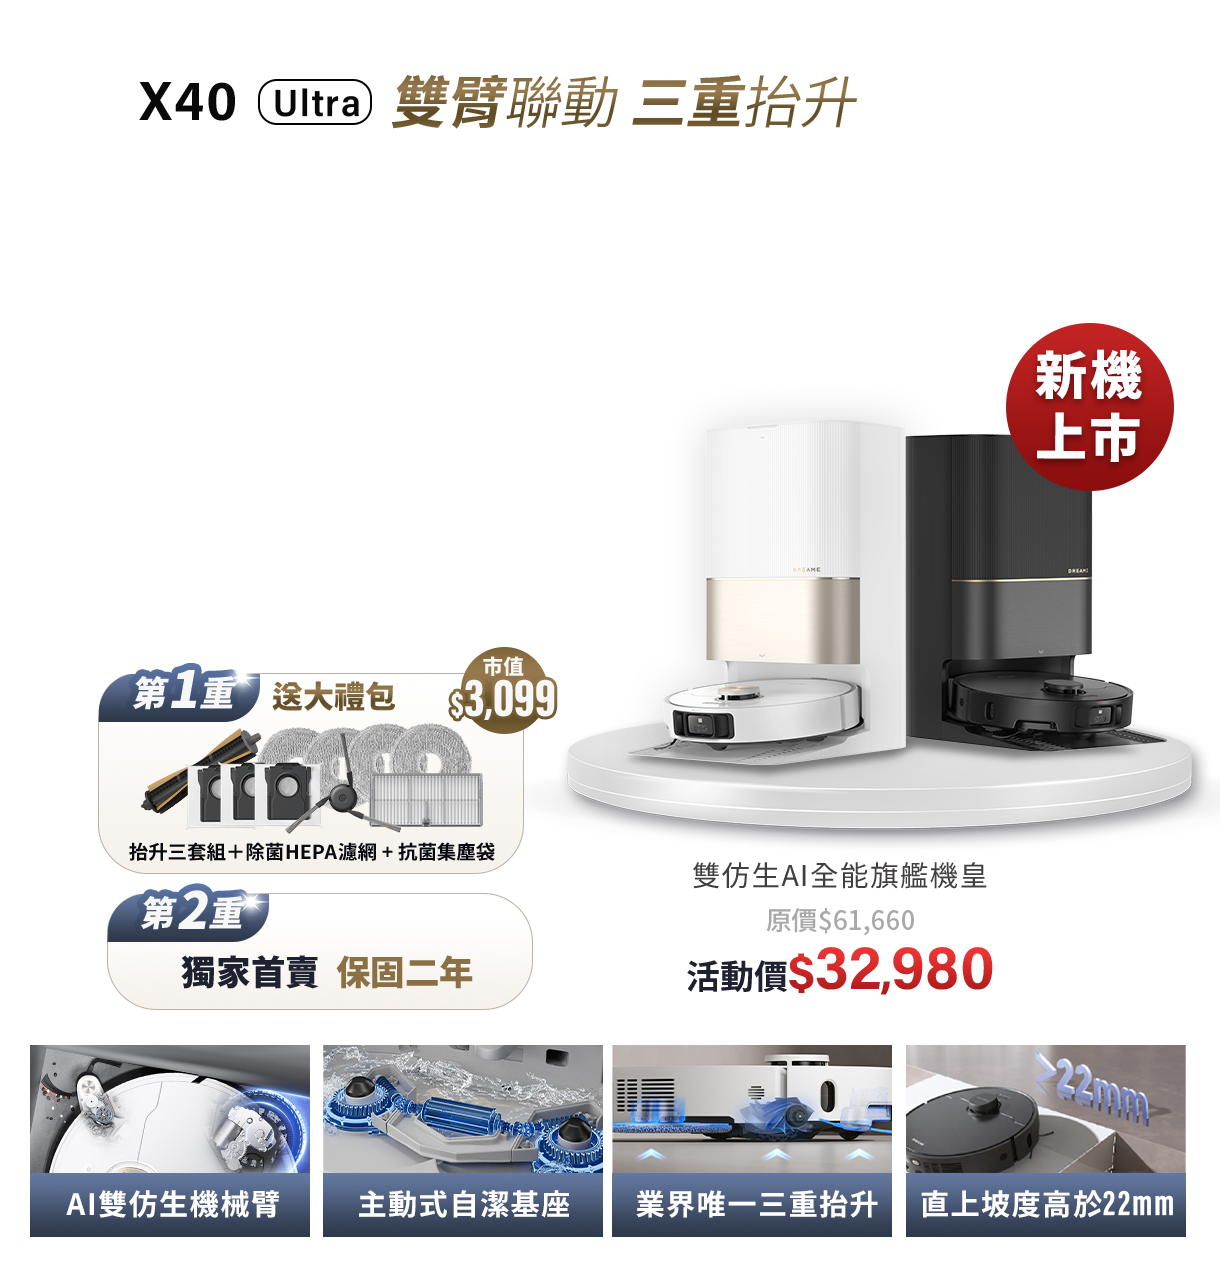 X40 Ultra 雙臂聯動 三重抬升
新機
上市
DREAME
DREAME
第1重 送大禮包
市值
$3,099
抬升三套組+除菌HEPA濾網+抗菌集塵袋
第2重
獨家首賣 保固二年
雙仿生AI全能旗艦機皇
原價$61,660
活動價$32,980
>22mm
AI雙仿生機械臂
主動式自潔基座
業界唯一三重抬升
直上坡度高於22mm